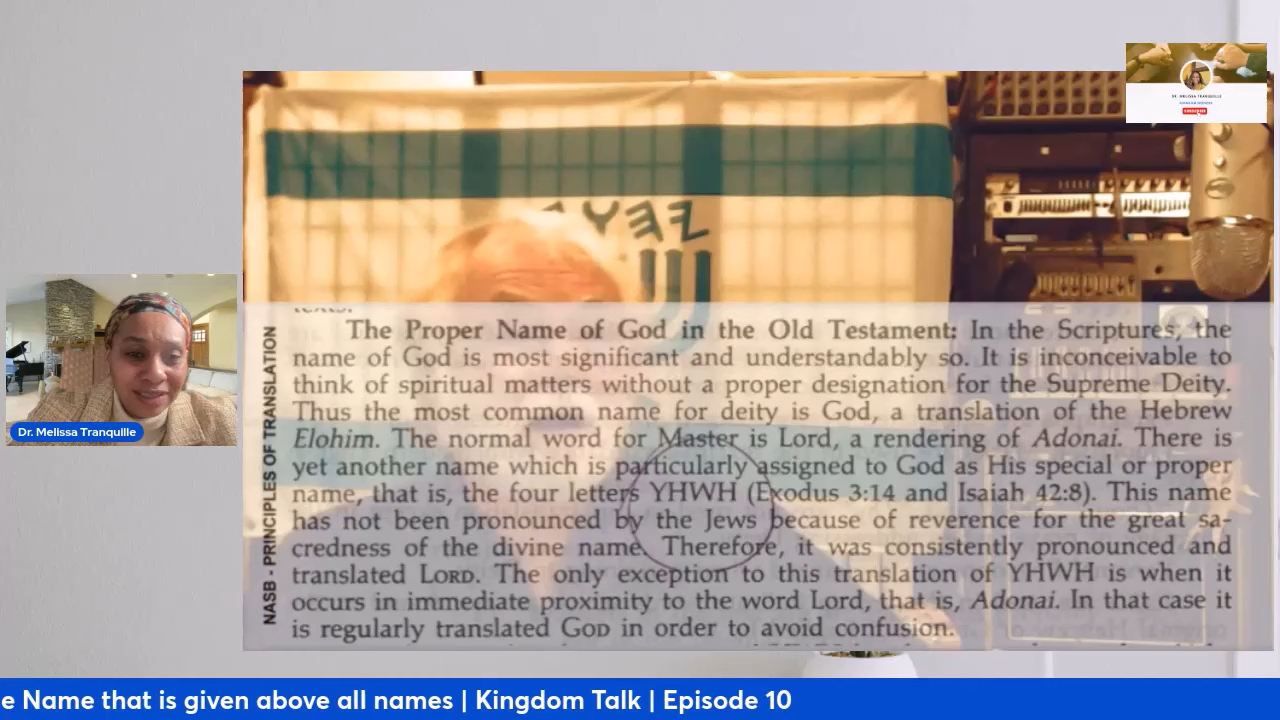 The Proper Name of God in the Old Testament: In the Scriptures, the
name of God is most significant and understandably so. It is inconceivable to
think of spiritual matters without a proper designation for the Supreme Deity.
Thus the most common name for deity is God, a translation of the Hebrew
Elohim. The normal word for Master is Lord, a rendering of Adonai. There is
yet another name which is particularly assigned to God as His special or proper
name, that is, the four letters YHWH (Exodus 3:14 and Isaiah 42:8). This name
has not been pronounced by the Jews because of reverence for the great sa-
credness of the divine name. Therefore, it was consistently pronounced and
translated LORD. The only exception to this translation of YHWH is when it
occurs in immediate proximity to the word Lord, that is, Adonai. In that case it
is regularly translated GOD in order to avoid confusion.
NASB - PRINCIPLES OF TRANSLATION
Dr. Melissa Tranquille
DR. MELISSA TRANQUILLE
SUBSCRIBE
e Name that is given above all names | Kingdom Talk | Episode 10